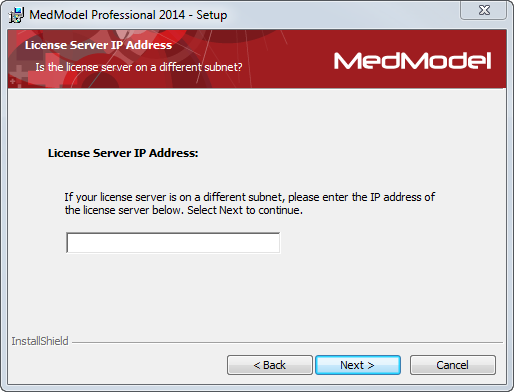 MedModel Professional 2014 - Setup
License Server IP Address
Is the license server on a different subnet?
MedModel
License Server IP Address:
If your license server is on a different subnet, please enter the IP address of
the license server below. Select Next to continue.
InstallShield
< Back
Next >
Cancel